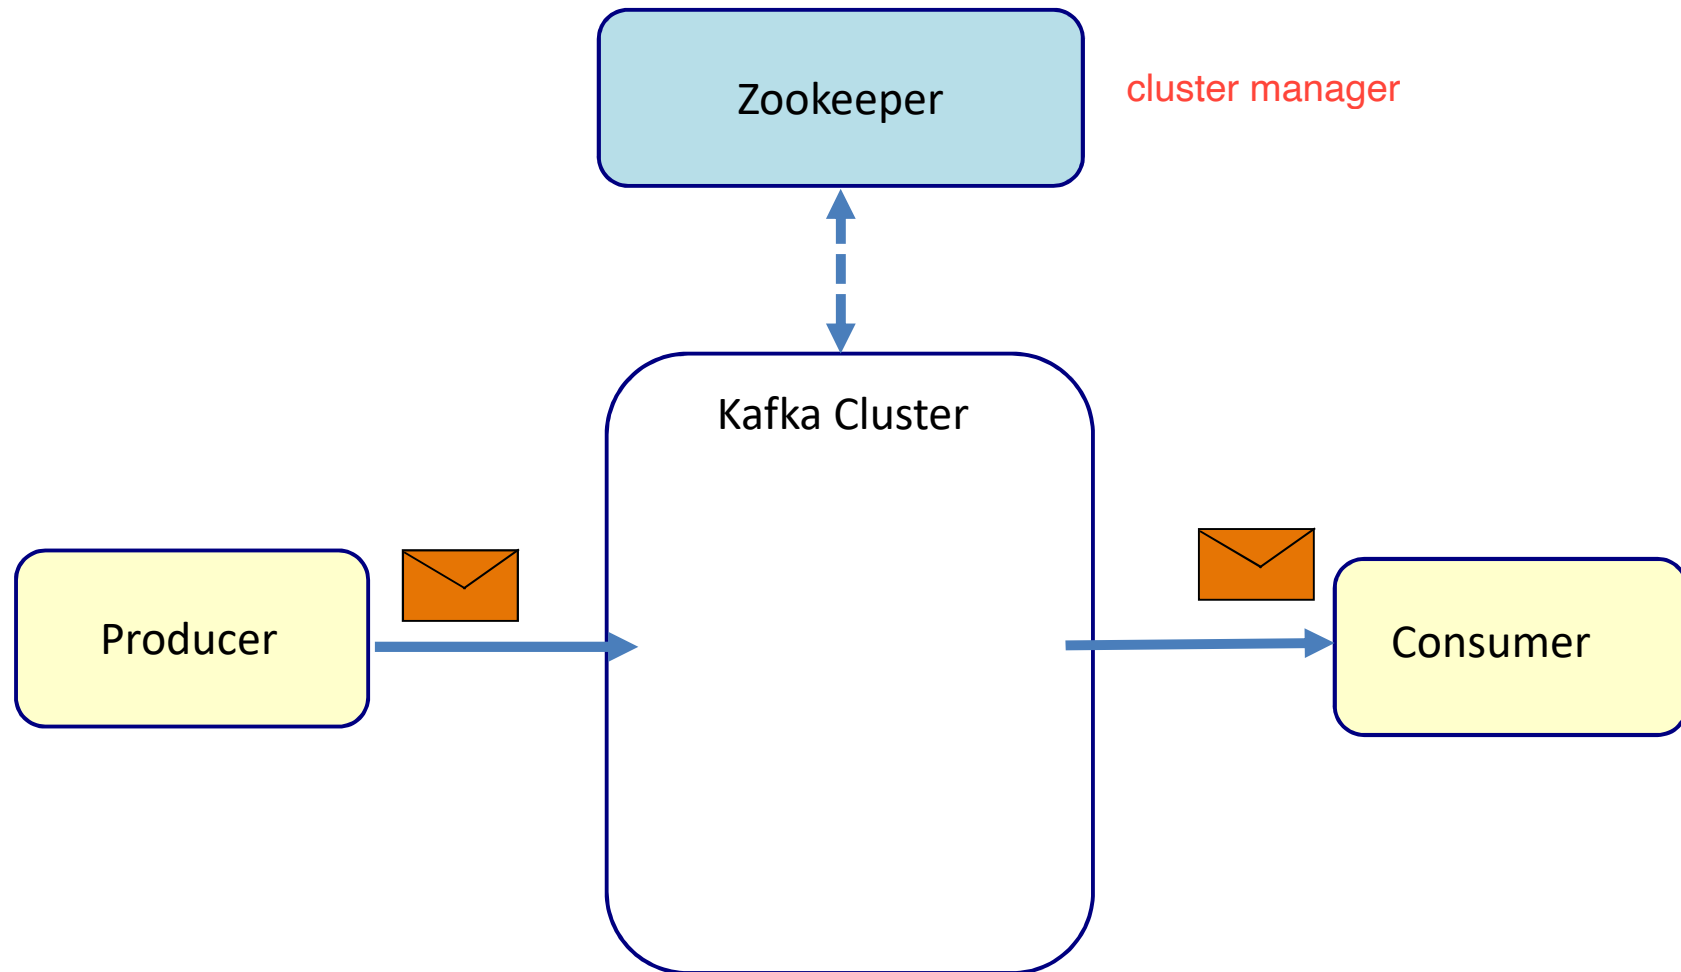 Zookeeper
cluster manager
Kafka Cluster
Producer
Consumer